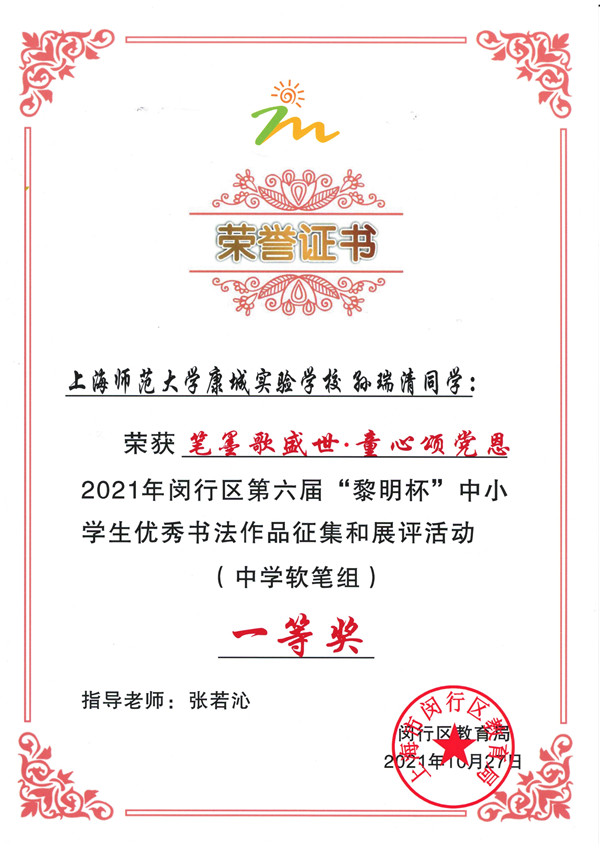 荣誉证书
上海师范大学康城实验学校 孙瑞清同学：
荣获 笔墨歌盛世·童心颂党恩
2021年闵行区第六届“黎明杯”中小
学生优秀书法作品征集和展评活动
（中学软笔组）
一等奖
指导老师：张若沁
上海市闵行区教育局
闵行区教育局
2021年10月27日